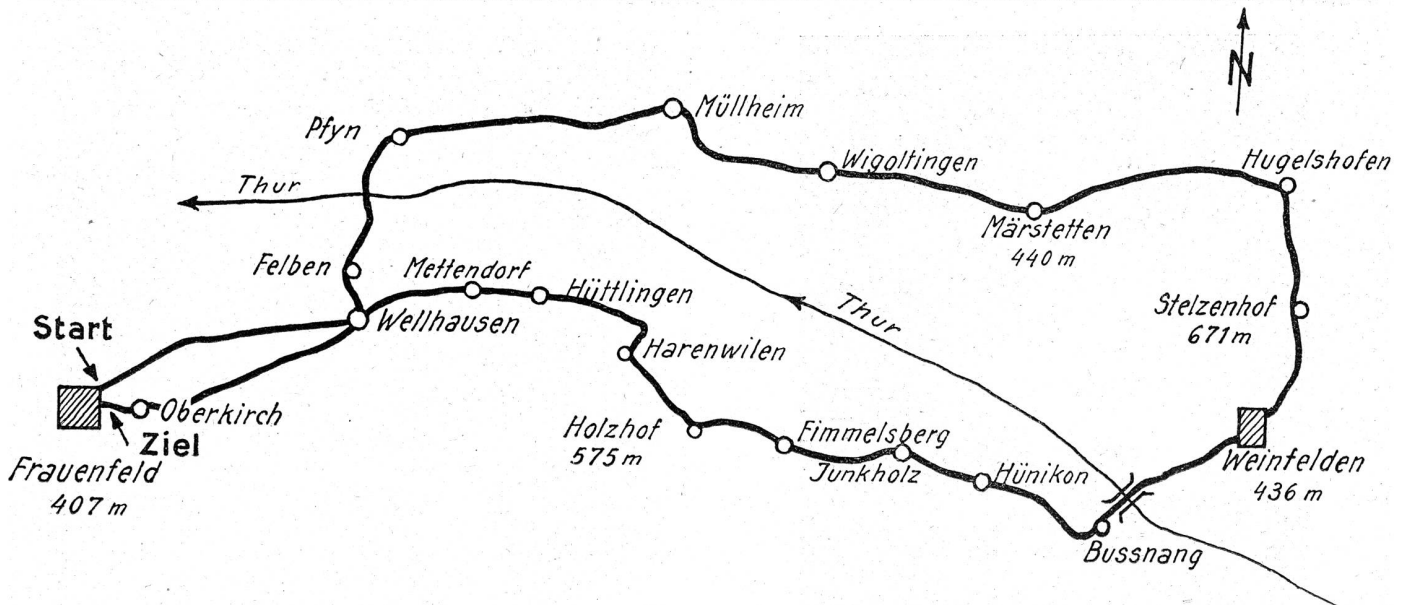 N
Müllheim
Pfyn
Wigoltingen
Hugelshofen
Thur
Märstetten
440 m
Felben
Mettendorf
Hüttlingen
Thur
Stelzenhof
671 m
Start
Wellhausen
Harenwilen
Oberkirch
Ziel
Holzhof
575 m
Fimmelsberg
Junkholz
Hünikon
Weinfelden
436 m
Frauenfeld
407 m
Bussnang